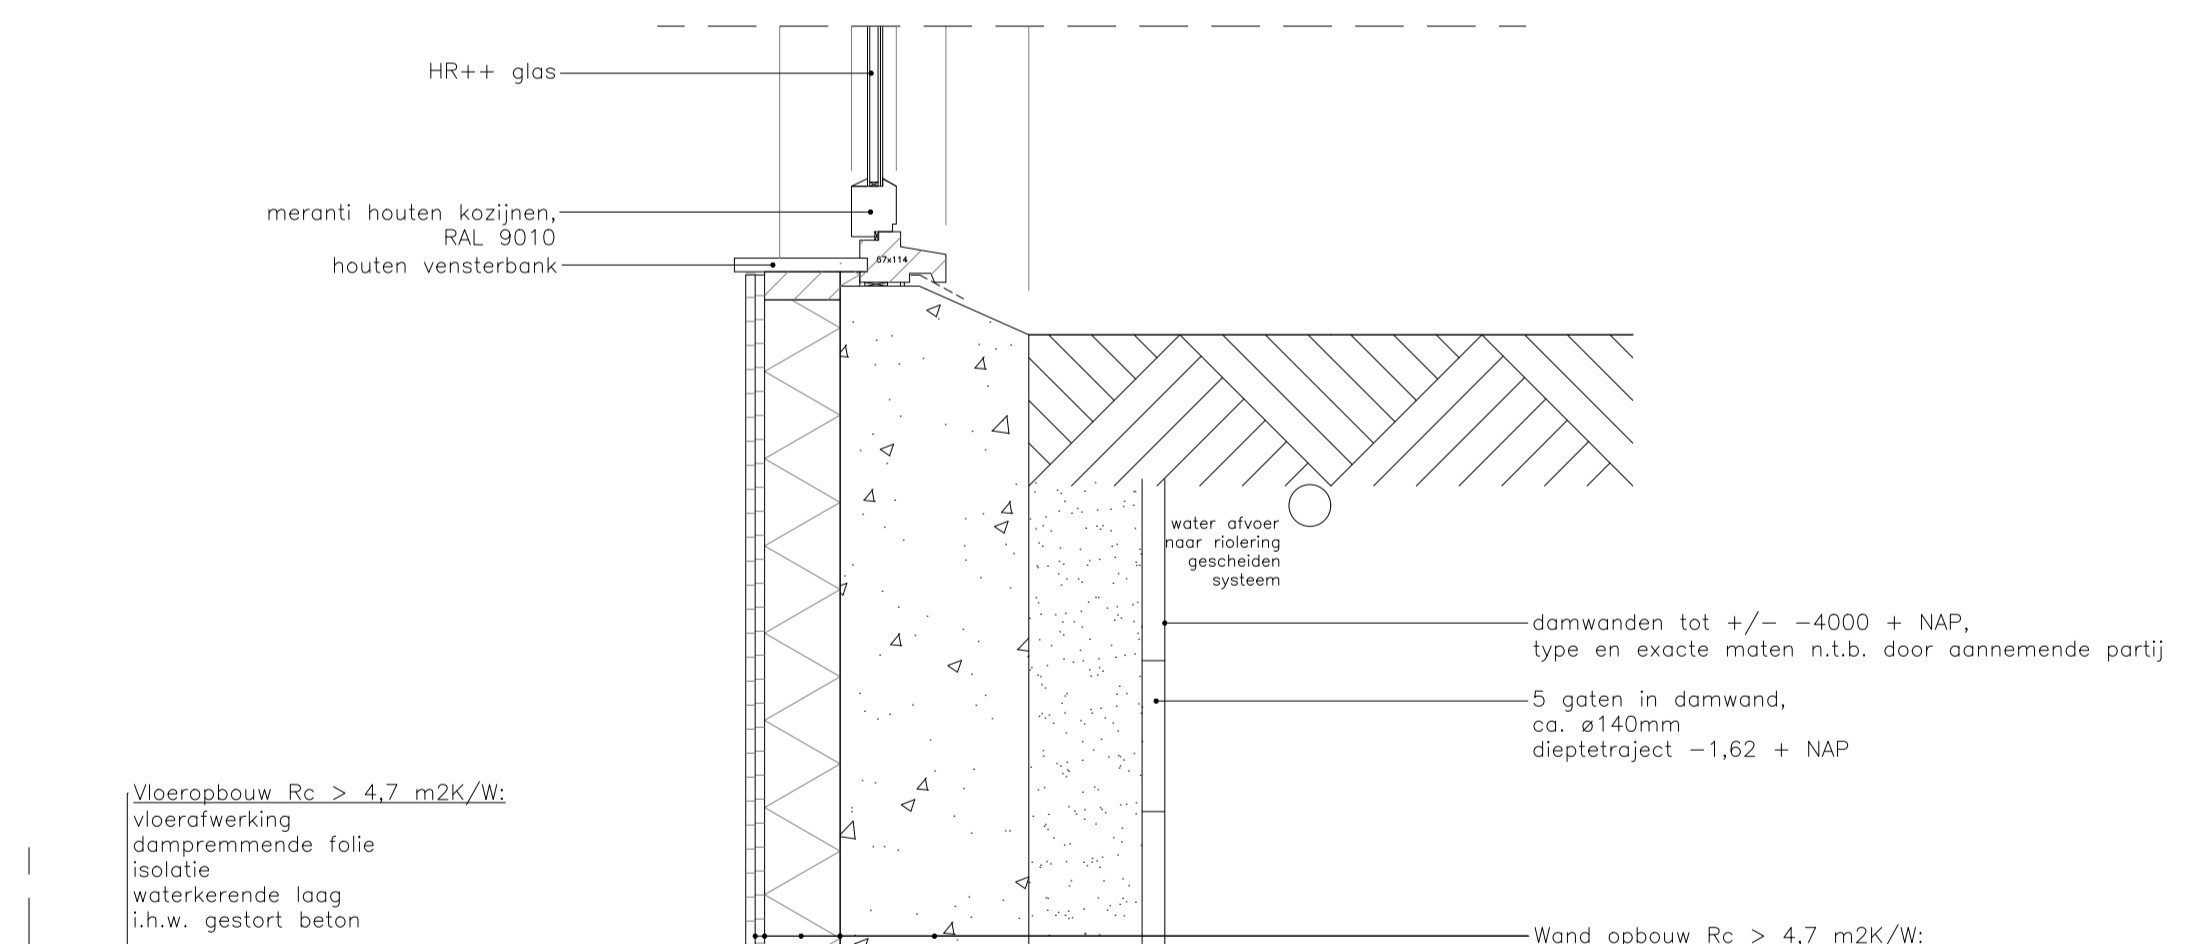 HR++ glas
meranti houten kozijnen,
RAL 9010
houten vensterbank
67x114
water afvoer
naar riolering
gescheiden
systeem
damwanden tot +/- -4000 + NAP,
type en exacte maten n.t.b. door aannemende partij
5 gaten in damwand,
ca. ø140mm
dieptetraject -1,62 + NAP
Vloeropbouw Rc > 4,7 m2K/W:
vloerafwerking
dampremmende folie
isolatie
waterkerende laag
i.h.w. gestort beton
Wand opbouw Rc > 4,7 m2K/W: